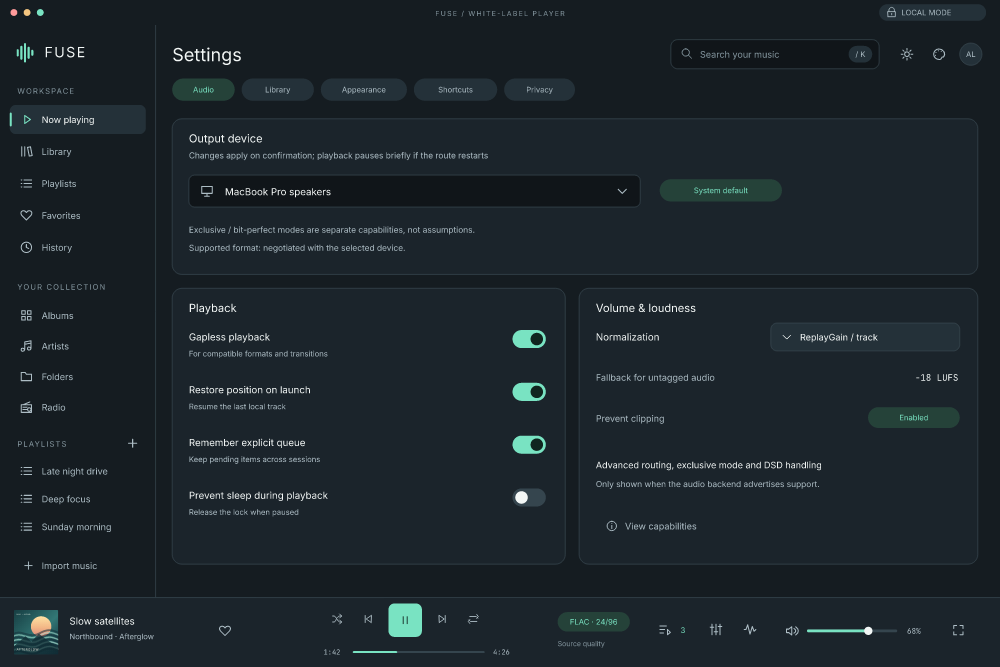 FUSE / WHITE-LABEL PLAYER
LOCAL MODE
FUSE
WORKSPACE
Now playing
Library
Playlists
Favorites
History
YOUR COLLECTION
Albums
Artists
Folders
Radio
PLAYLISTS
Late night drive
Deep focus
Sunday morning
Import music
Settings
Search your music
/ K
AL
Audio
Library
Appearance
Shortcuts
Privacy
Output device
Changes apply on confirmation; playback pauses briefly if the route restarts
MacBook Pro speakers
System default
Exclusive / bit-perfect modes are separate capabilities, not assumptions.
Supported format: negotiated with the selected device.
Playback
Gapless playback
For compatible formats and transitions
Restore position on launch
Resume the last local track
Remember explicit queue
Keep pending items across sessions
Prevent sleep during playback
Release the lock when paused
Volume & loudness
Normalization
ReplayGain / track
Fallback for untagged audio
-18 LUFS
Prevent clipping
Enabled
Advanced routing, exclusive mode and DSD handling
Only shown when the audio backend advertises support.
View capabilities
Slow satellites
Northbound · Afterglow
1:42
4:26
FLAC · 24/96
Source quality
3
68%